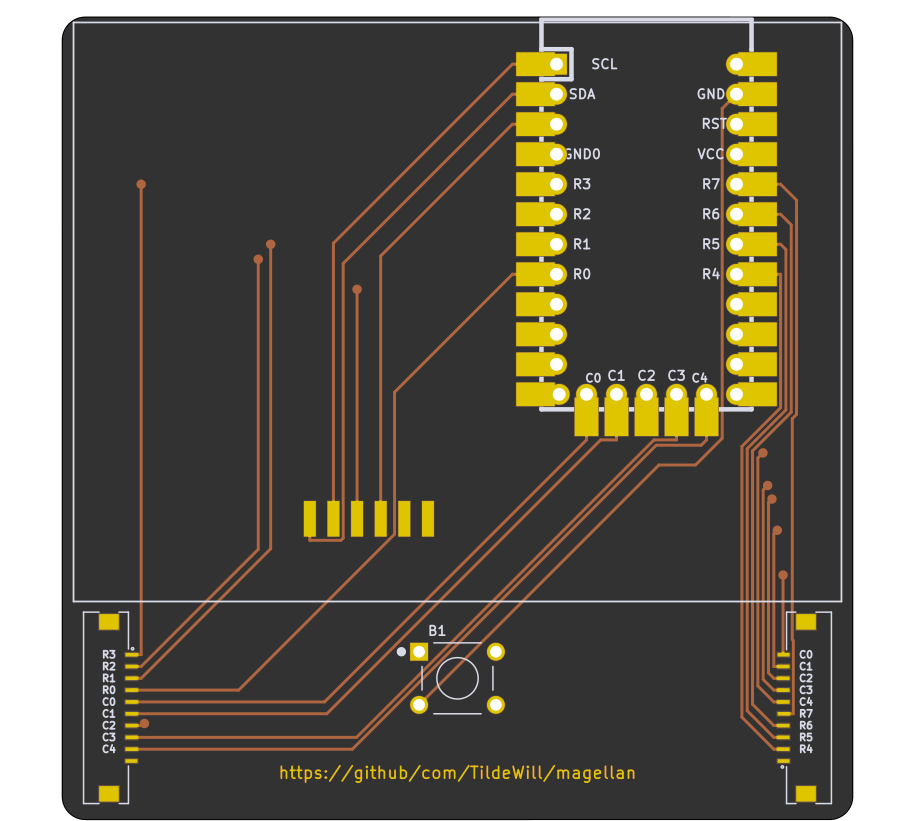 SCL
SDA
GND
RST
GND0
VCC
R3
R7
R2
R6
R1
R5
R0
R4
C0
C1
C2
C3
C4
B1
R3
R2
R1
R0
C0
C1
C2
C3
C4
C0
C1
C2
C3
C4
R7
R6
R5
R4
https://github/com/TildeWill/magellan